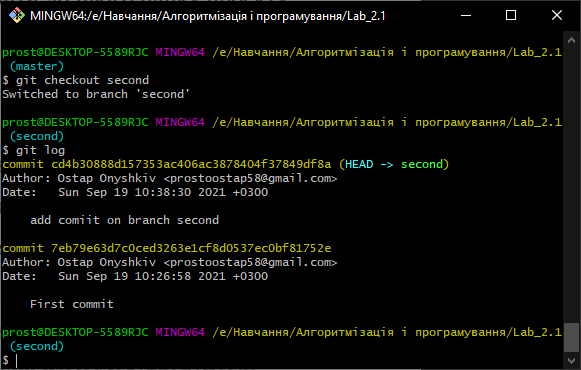 MINGW64:/e/Навчання/Алгоритмізація і програмування/Lab_2.1
prost@DESKTOP-5589RJC MINGW64 /e/Навчання/Алгоритмізація і програмування/Lab_2.1
(master)
$ git checkout second
Switched to branch 'second'
prost@DESKTOP-5589RJC MINGW64 /e/Навчання/Алгоритмізація і програмування/Lab_2.1
(second)
$ git log
commit cd4b30888d157353ac406ac3878404f37849df8a (HEAD -> second)
Author: Ostap Onyshkiv <prostoostap58@gmail.com>
Date:   Sun Sep 19 10:38:30 2021 +0300
add comiit on branch second
commit 7eb79e63d7c0ced3263e1cf8d0537ec0bf81752e
Author: Ostap Onyshkiv <prostoostap58@gmail.com>
Date:   Sun Sep 19 10:26:58 2021 +0300
First commit
prost@DESKTOP-5589RJC MINGW64 /e/Навчання/Алгоритмізація і програмування/Lab_2.1
(second)
$